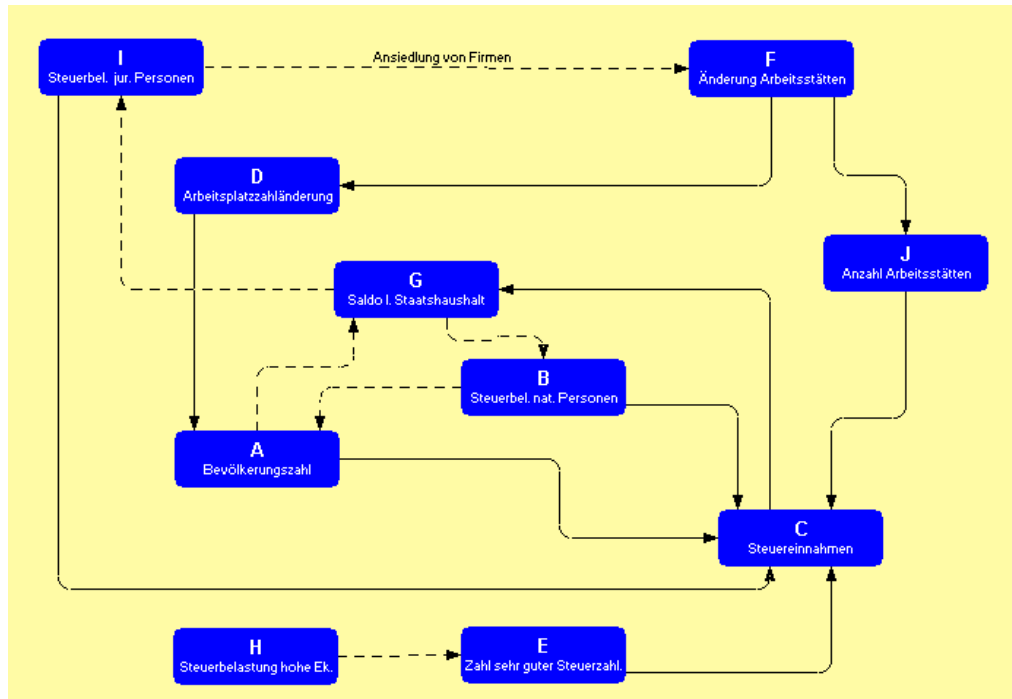 I
Steuerbel. jur. Personen
Ansiedlung von Firmen
F
Änderung Arbeitsstätten
D
Arbeitsplatzzahländerung
J
Anzahl Arbeitsstätten
G
Saldo l. Staatshaushalt
B
Steuerbel. nat. Personen
A
Bevölkerungszahl
C
Steuereinnahmen
H
Steuerbelastung hohe Ek.
E
Zahl sehr guter Steuerzahl.